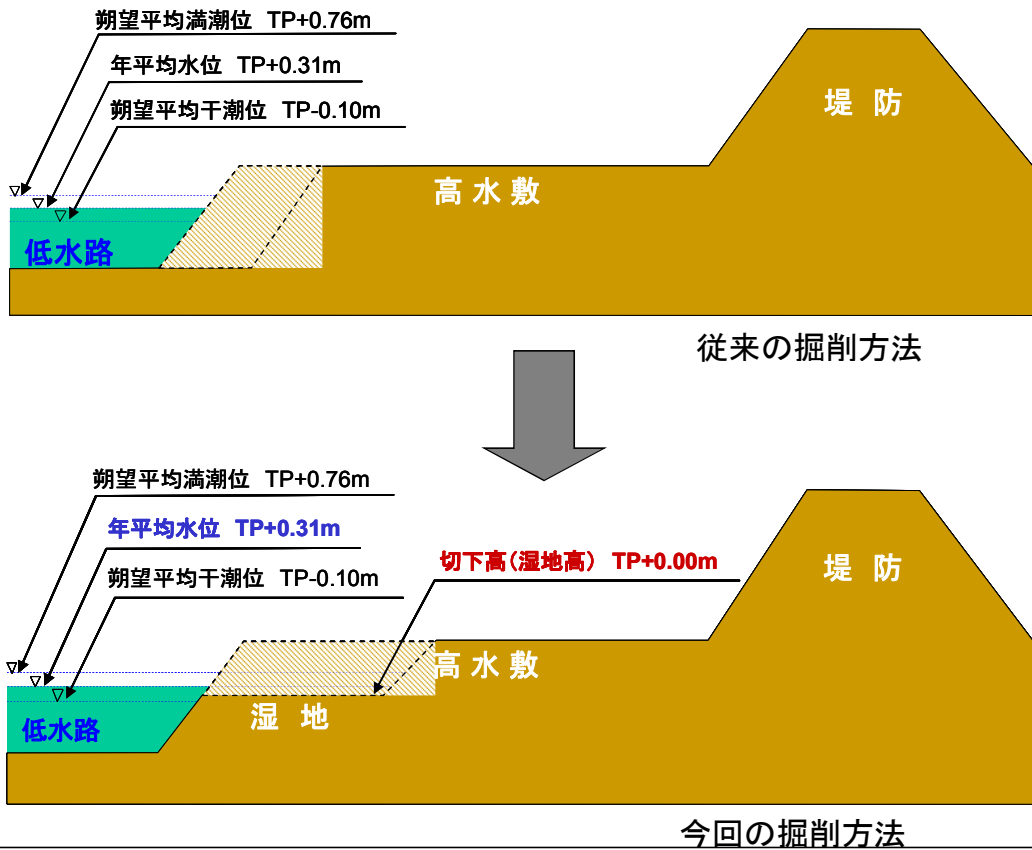 朔望平均満潮位 TP+0.76m
年平均水位 TP+0.31m
朔望平均干潮位 TP-0.10m
堤 防
高 水 敷
低水路
従来の掘削方法
朔望平均満潮位 TP+0.76m
年平均水位 TP+0.31m
切下高(湿地高) TP+0.00m
朔望平均干潮位 TP-0.10m
堤 防
高 水 敷
湿 地
低水路
今回の掘削方法